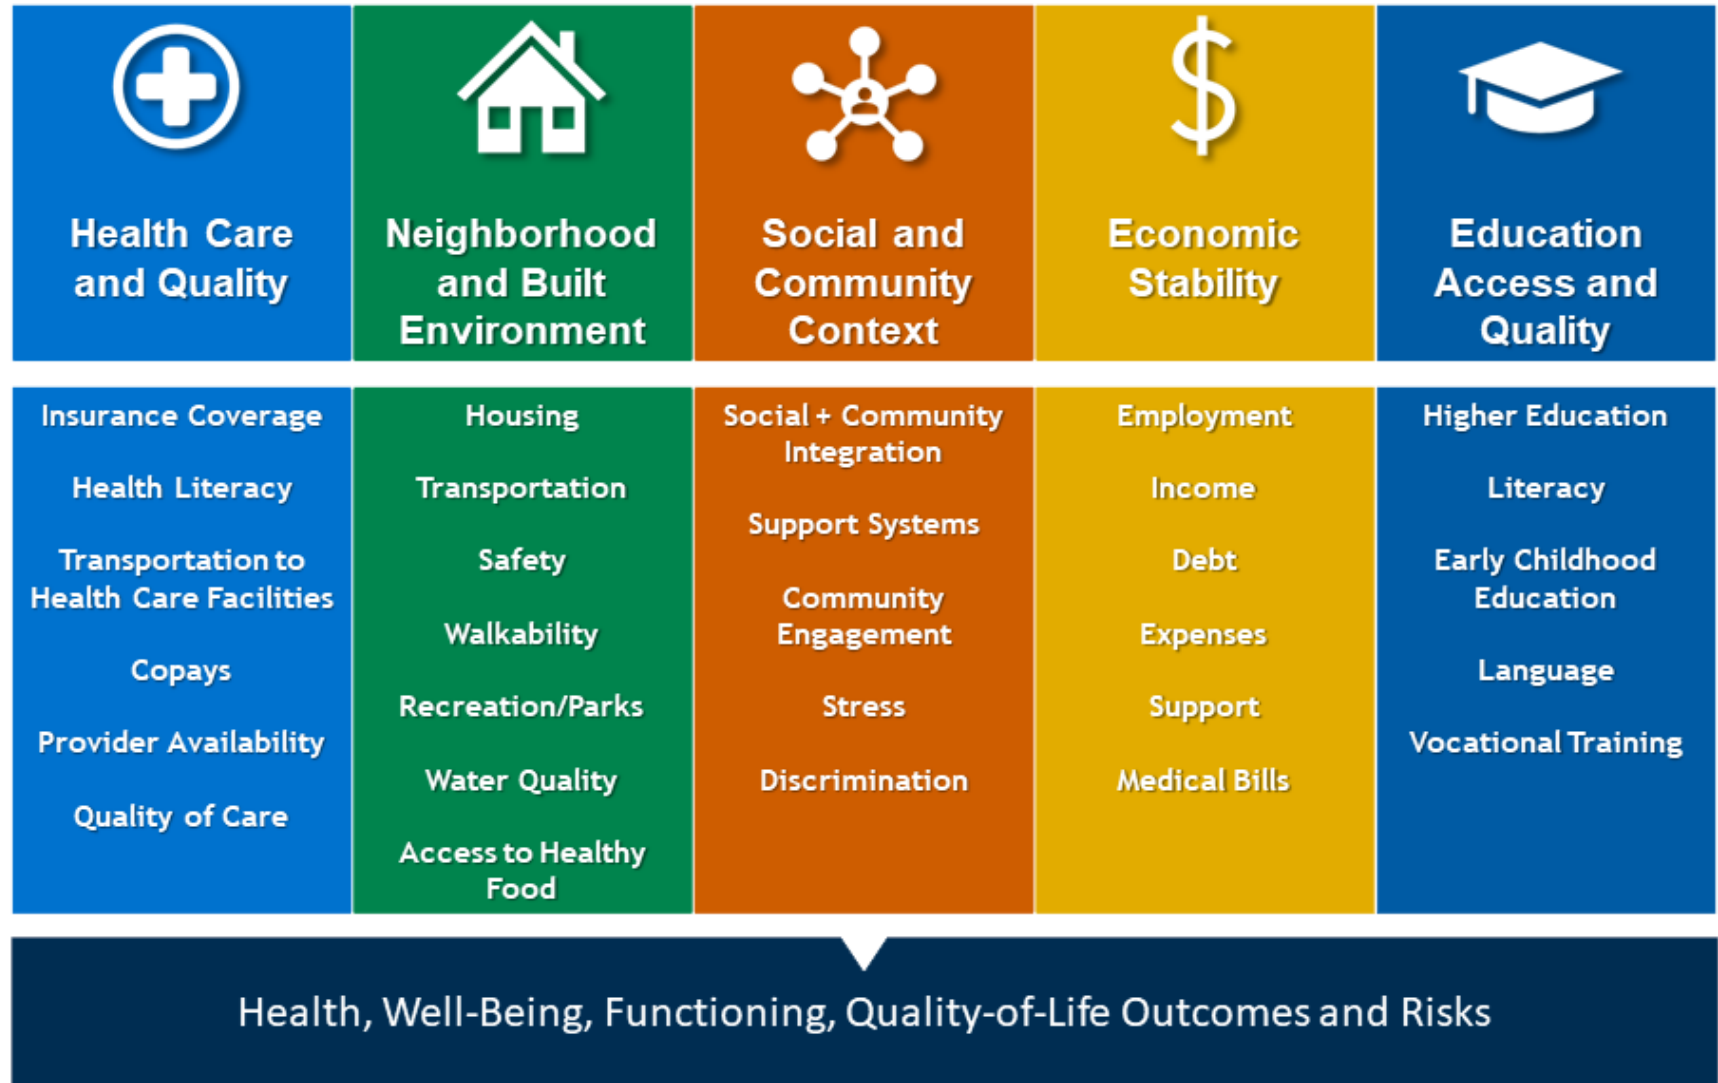 Health Care
and Quality
Neighborhood
and Built
Environment
Social and
Community
Context
Economic
Stability
Education
Access and
Quality
Insurance Coverage
Health Literacy
Transportation to
Health Care Facilities
Copays
Provider Availability
Quality of Care
Housing
Transportation
Safety
Walkability
Recreation/Parks
Water Quality
Access to Healthy
Food
Social + Community
Integration
Support Systems
Community
Engagement
Stress
Discrimination
Employment
Income
Debt
Expenses
Support
Medical Bills
Higher Education
Literacy
Early Childhood
Education
Language
Vocational Training
Health, Well-Being, Functioning, Quality-of-Life Outcomes and Risks